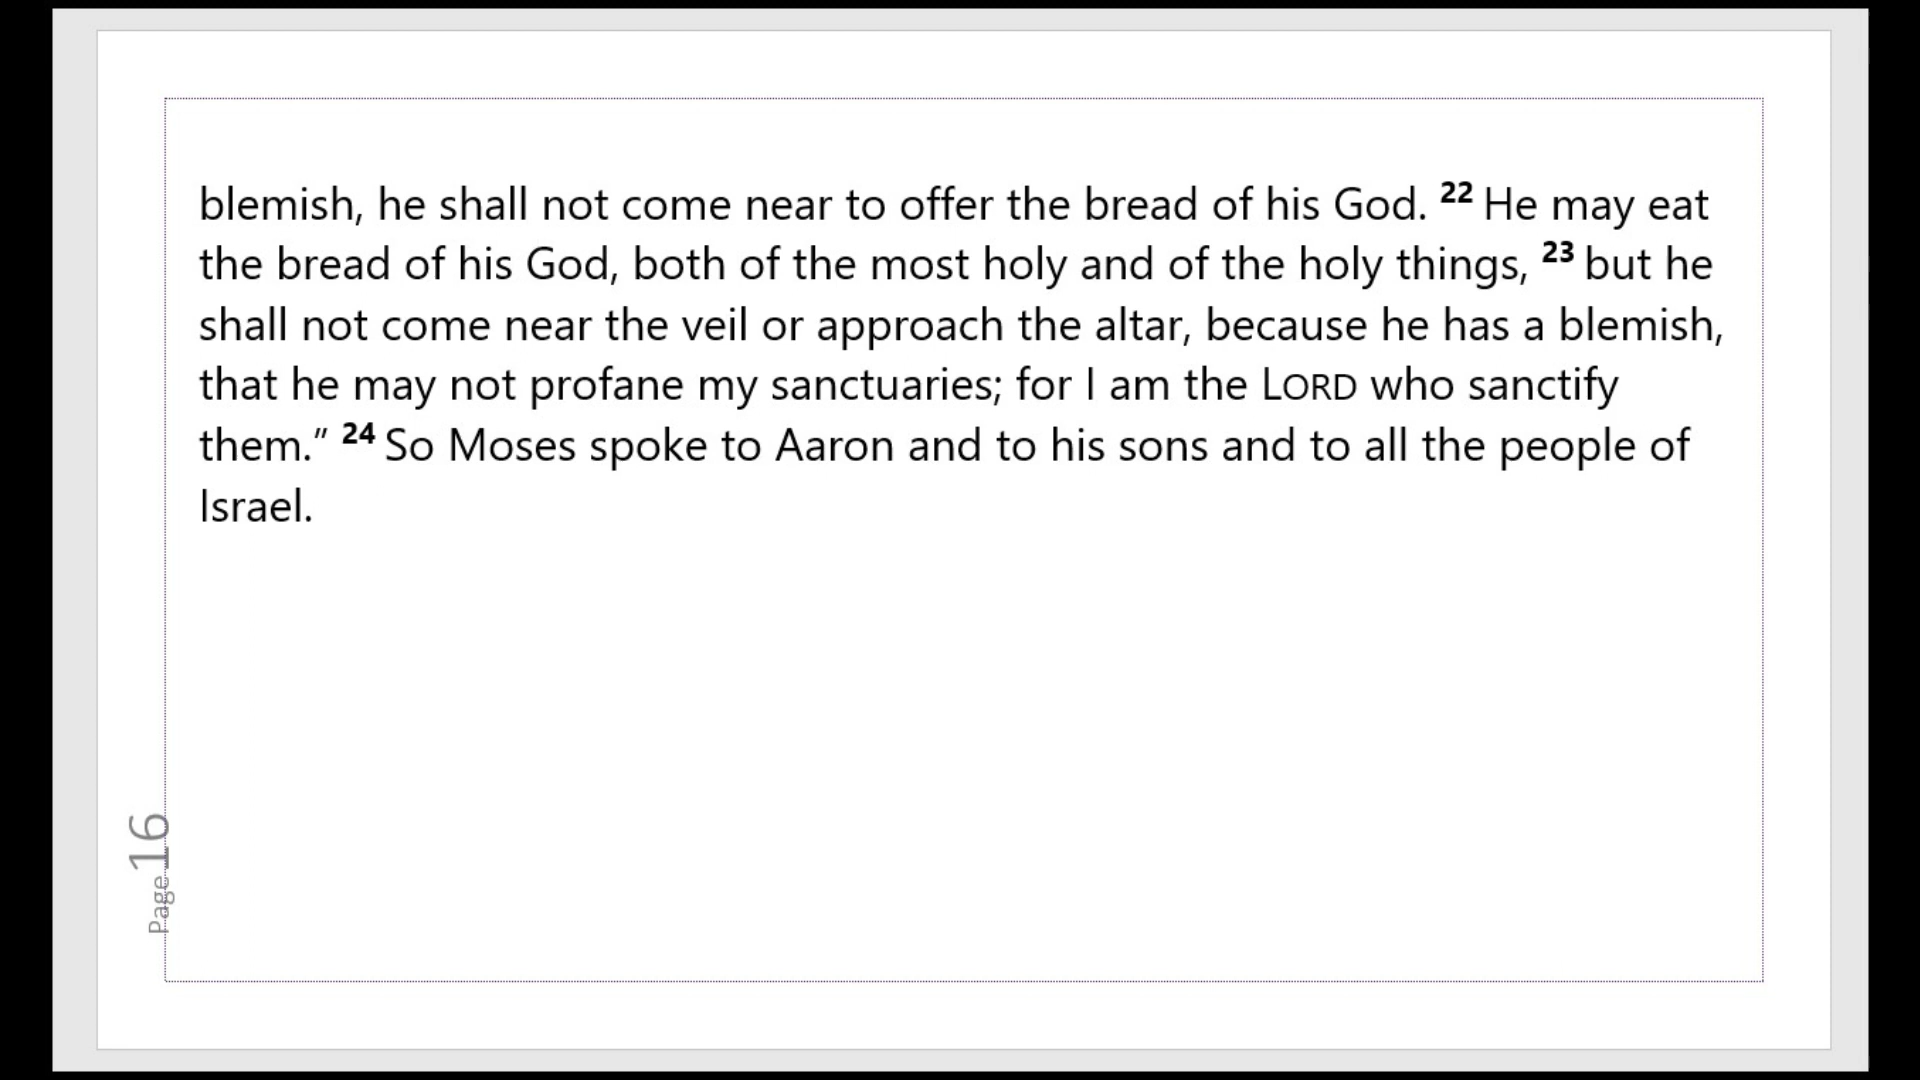 blemish, he shall not come near to offer the bread of his God. 22 He may eat
the bread of his God, both of the most holy and of the holy things, 23 but he
shall not come near the veil or approach the altar, because he has a blemish,
that he may not profane my sanctuaries; for I am the LORD who sanctify
them.” 24 So Moses spoke to Aaron and to his sons and to all the people of
Israel.
Page 16